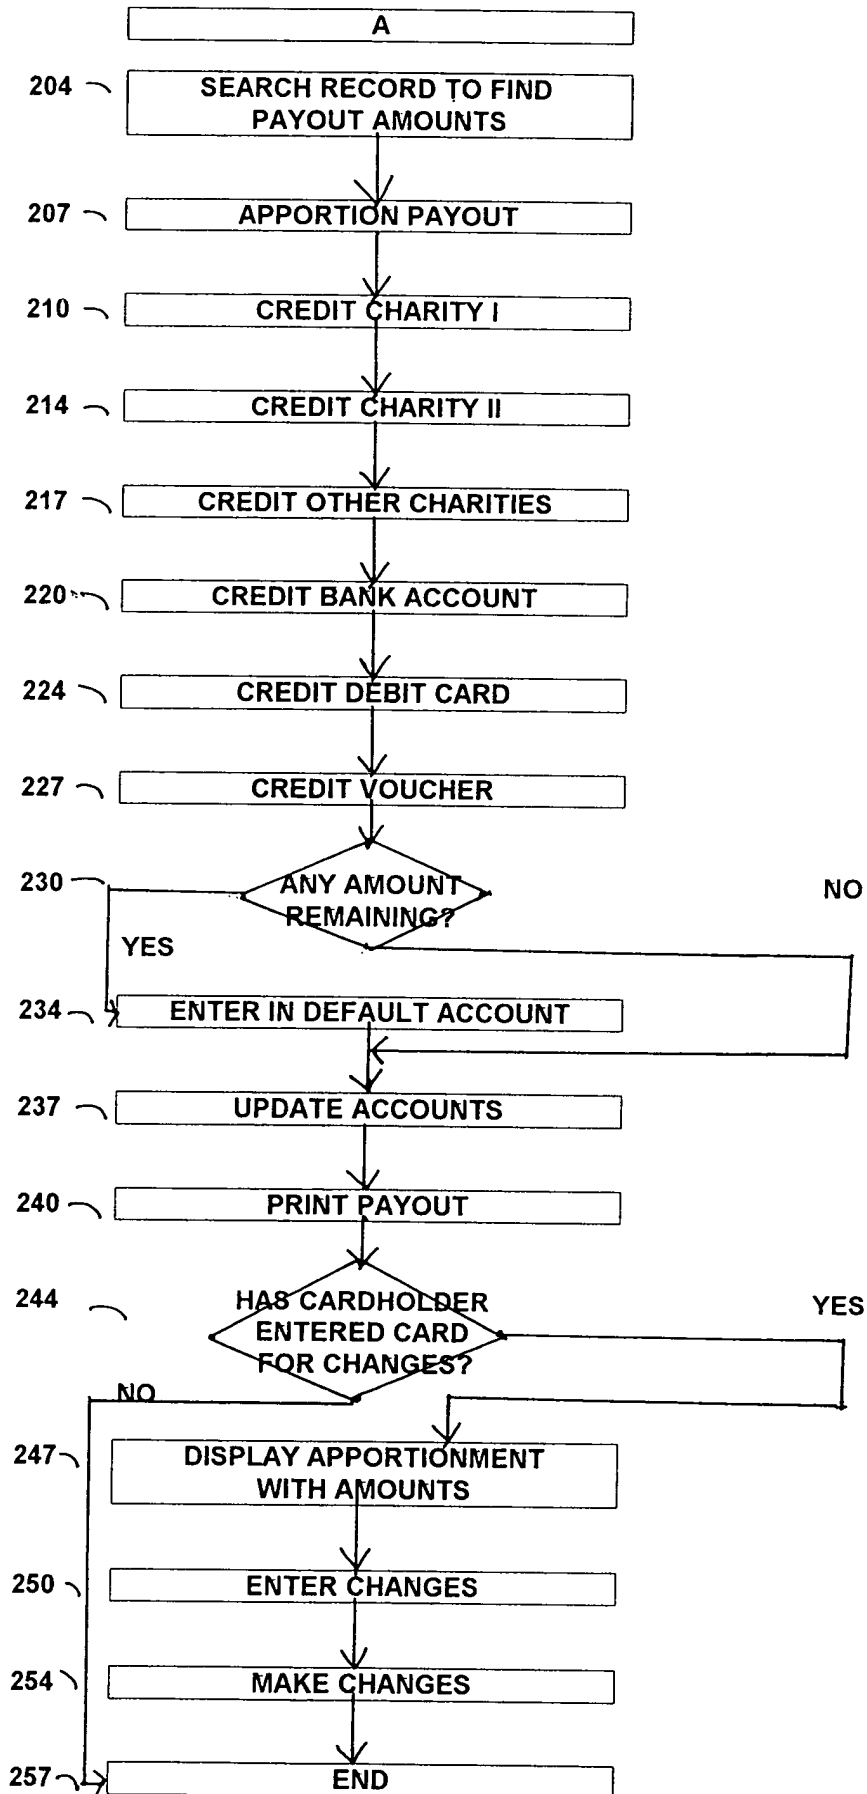 A
204
SEARCH RECORD TO FIND
PAYOUT AMOUNTS
207
APPORTION PAYOUT
210
CREDIT CHARITY I
214
CREDIT CHARITY II
217
CREDIT OTHER CHARITIES
220
CREDIT BANK ACCOUNT
224
CREDIT DEBIT CARD
227
CREDIT VOUCHER
230
ANY AMOUNT
REMAINING?
NO
YES
234
ENTER IN DEFAULT ACCOUNT
237
UPDATE ACCOUNTS
240
PRINT PAYOUT
244
HAS CARDHOLDER
ENTERED CARD
FOR CHANGES?
YES
NO
247
DISPLAY APPORTIONMENT
WITH AMOUNTS
250
ENTER CHANGES
254
MAKE CHANGES
257
END